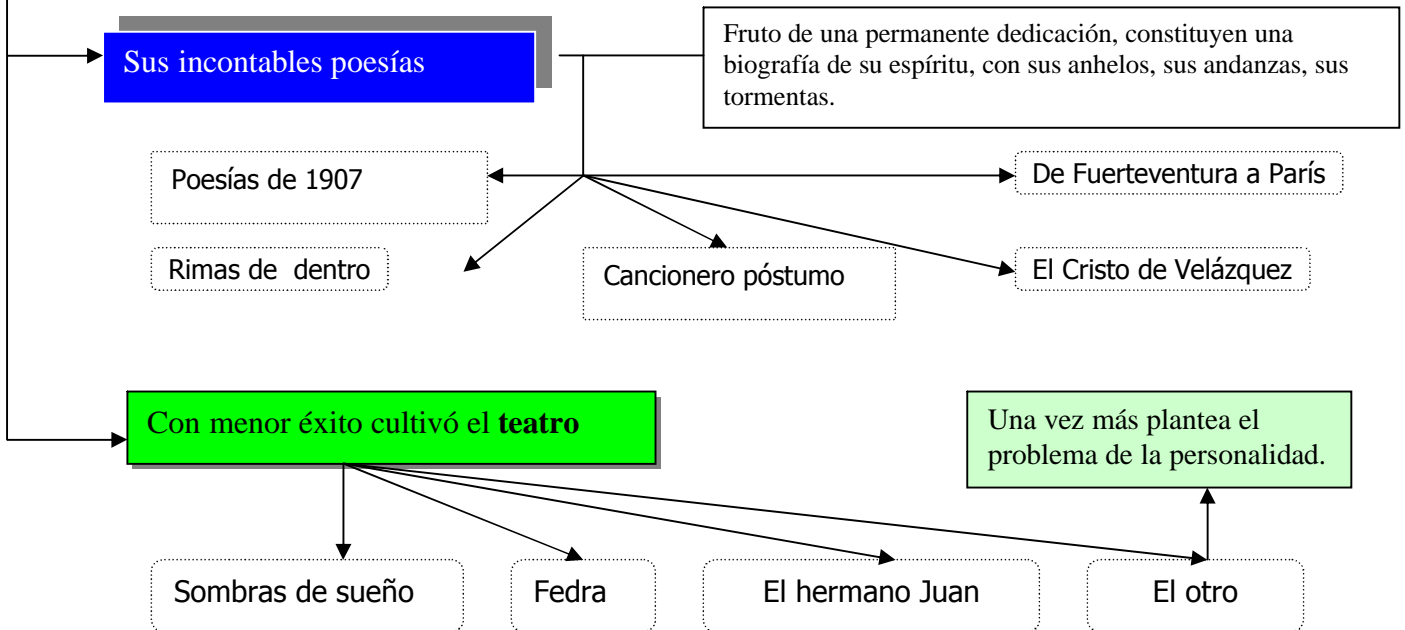 Sus incontables poesías
Fruto de una permanente dedicación, constituyen una
biografía de su espíritu, con sus anhelos, sus andanzas, sus
tormentas.
Poesías de 1907
De Fuerteventura a París
Rimas de dentro
Cancionero póstumo
El Cristo de Velázquez
Con menor éxito cultivó el teatro
Una vez más plantea el
problema de la personalidad.
Sombras de sueño
Fedra
El hermano Juan
El otro